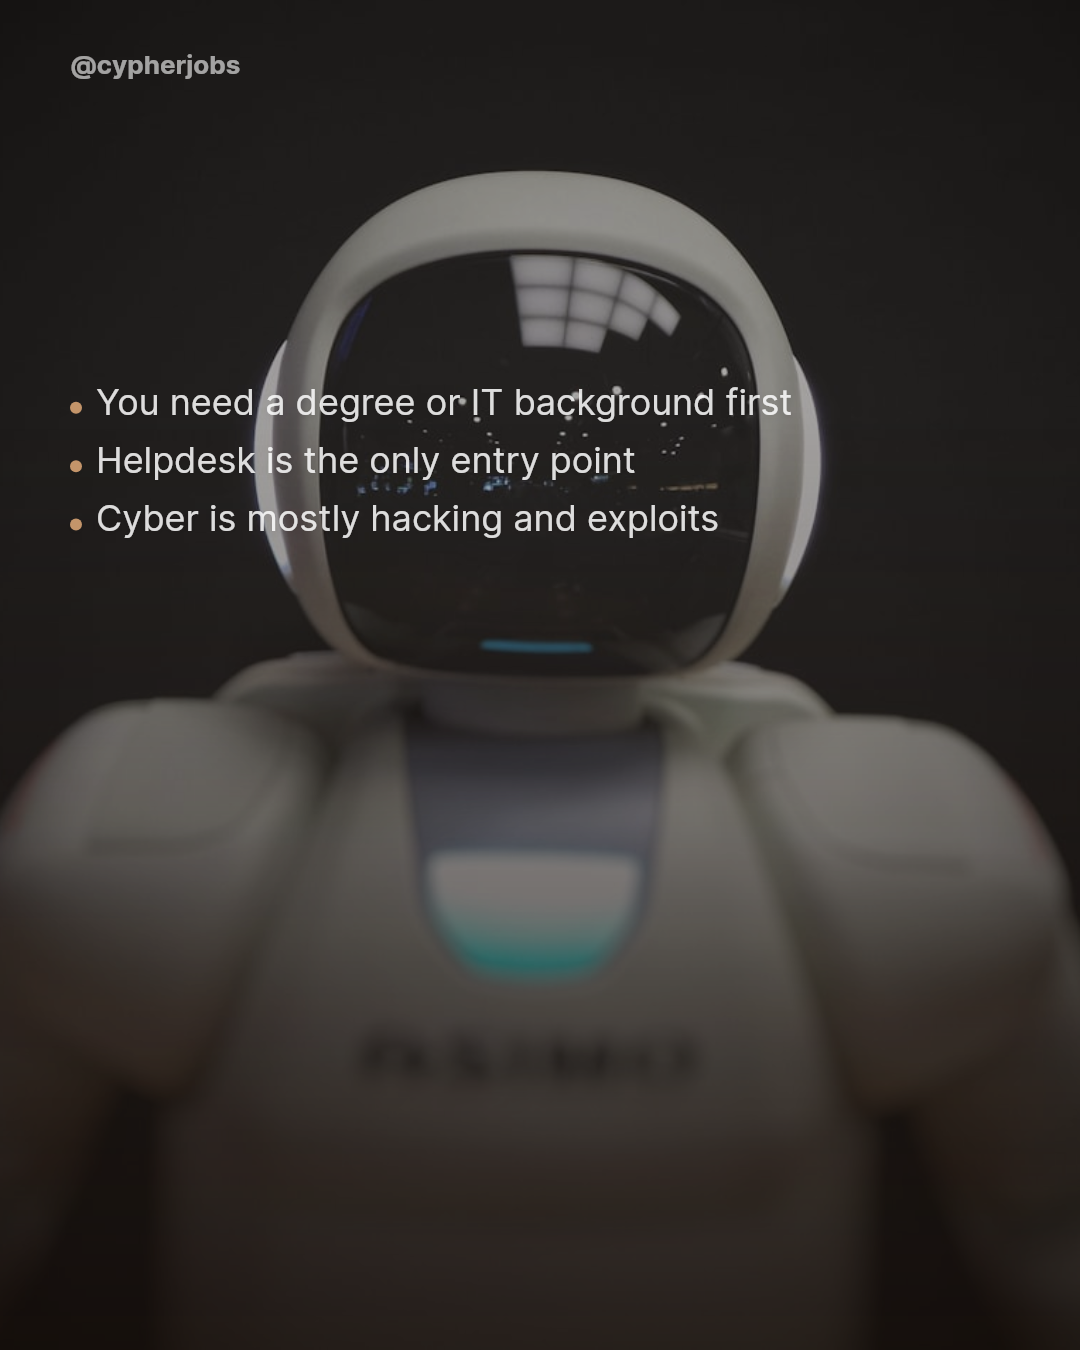 @cypherjobs
You need a degree or IT background first
Helpdesk is the only entry point
Cyber is mostly hacking and exploits